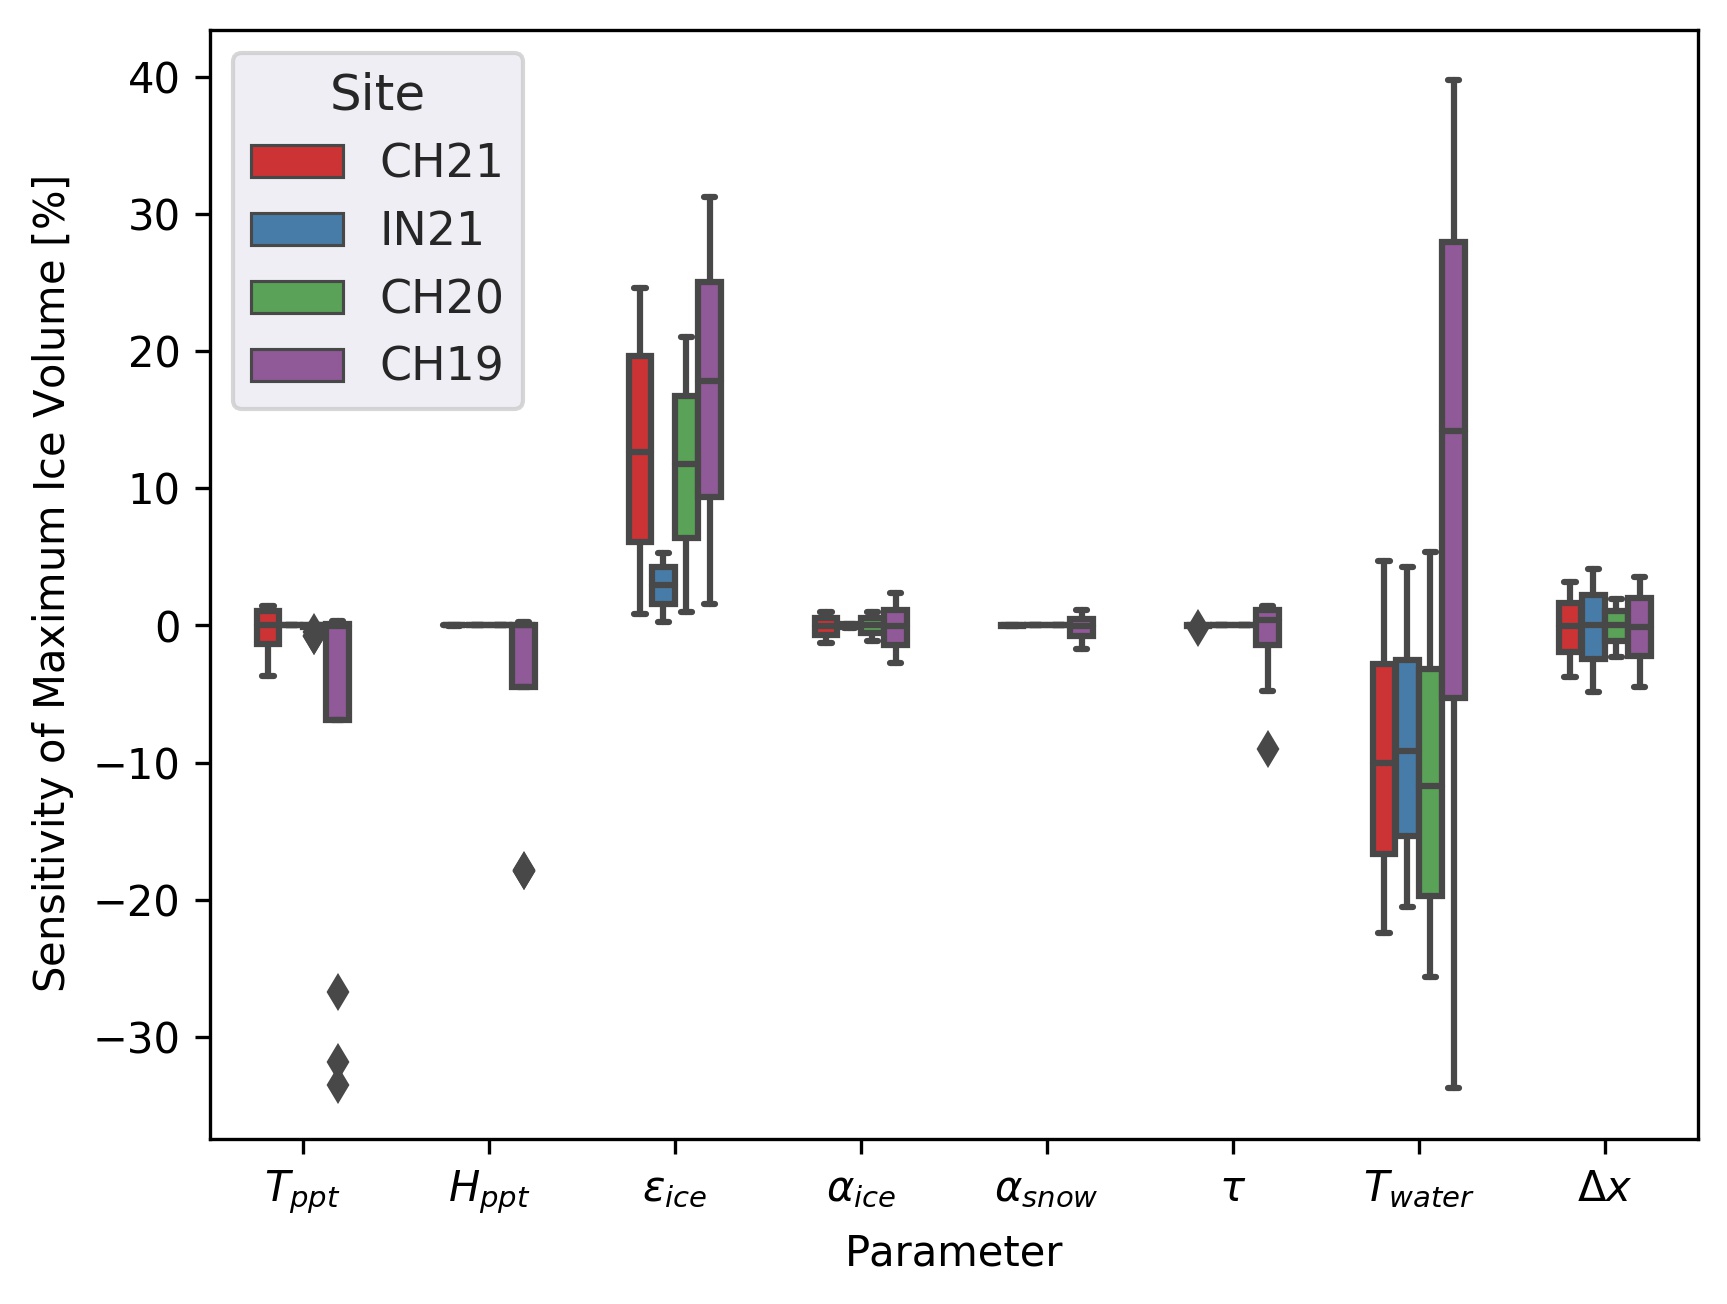 Site
CH21
IN21
CH20
CH19
Sensitivity of Maximum Ice Volume [%]
40
30
20
10
0
−10
−20
−30
T_ppt H_ppt ε_ice α_ice α_snow τ T_water Δx
Parameter